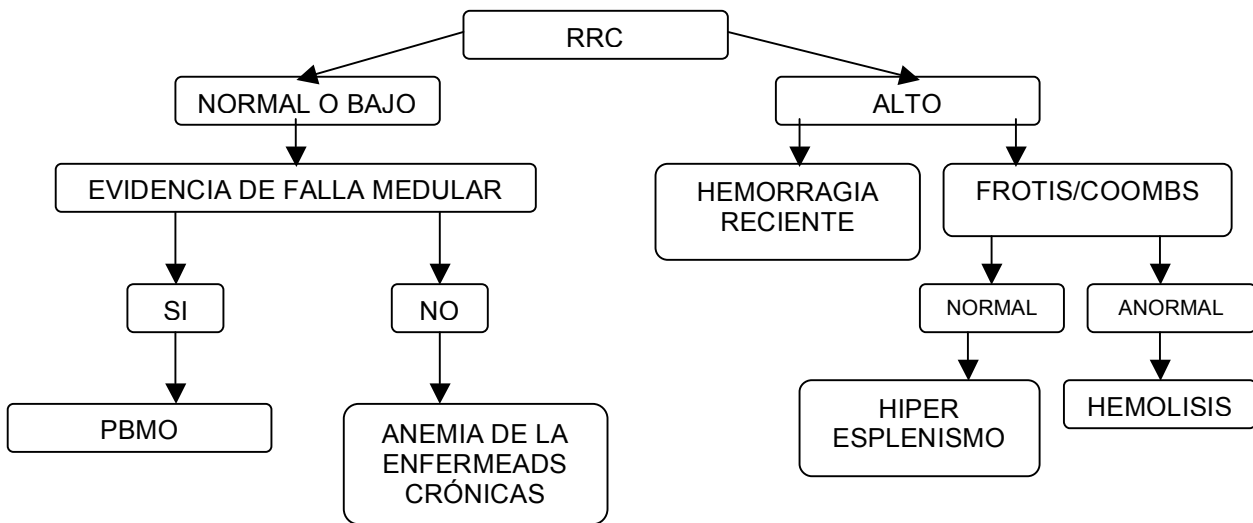 RRC
NORMAL O BAJO
ALTO
EVIDENCIA DE FALLA MEDULAR
HEMORRAGIA
RECIENTE
FROTIS/COOMBS
SI
NO
NORMAL
ANORMAL
PBMO
ANEMIA DE LA
ENFERMEADS
CRÓNICAS
HIPER
ESPLENISMO
HEMOLISIS